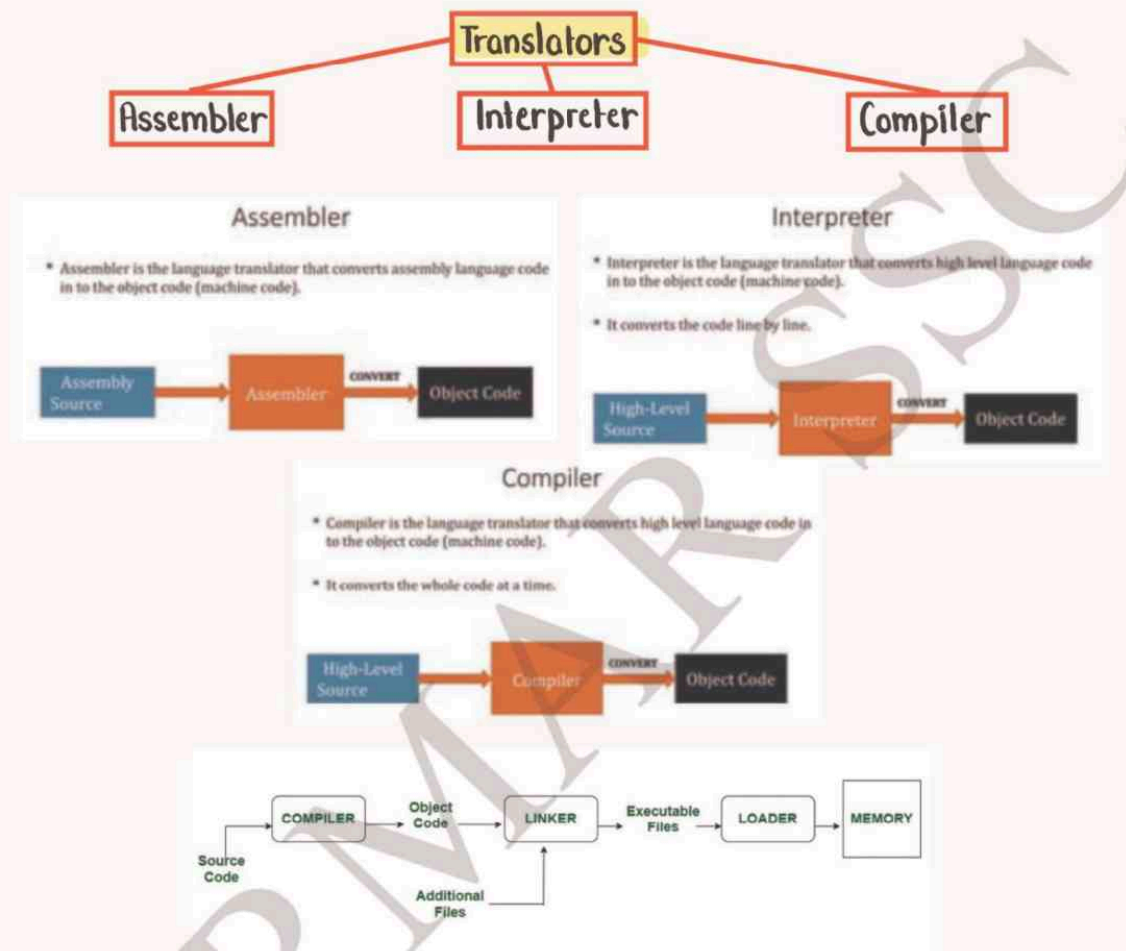 Translators
Assembler
Interpreter
Compiler
Assembler
* Assembler is the language translator that converts assembly language code
in to the object code (machine code).
Assembly
Source
Assembler
CONVERT
Object Code
Interpreter
* Interpreter is the language translator that converts high level language code
in to the object code (machine code).
* It converts the code line by line.
High-Level
Source
Interpreter
CONVERT
Object Code
Compiler
* Compiler is the language translator that converts high level language code in
to the object code (machine code).
* It converts the whole code at a time.
High-Level
Source
Compiler
CONVERT
Object Code
Source
Code
COMPILER
Object
Code
LINKER
Additional
Files
Executable
Files
LOADER
MEMORY
PMAR SSC